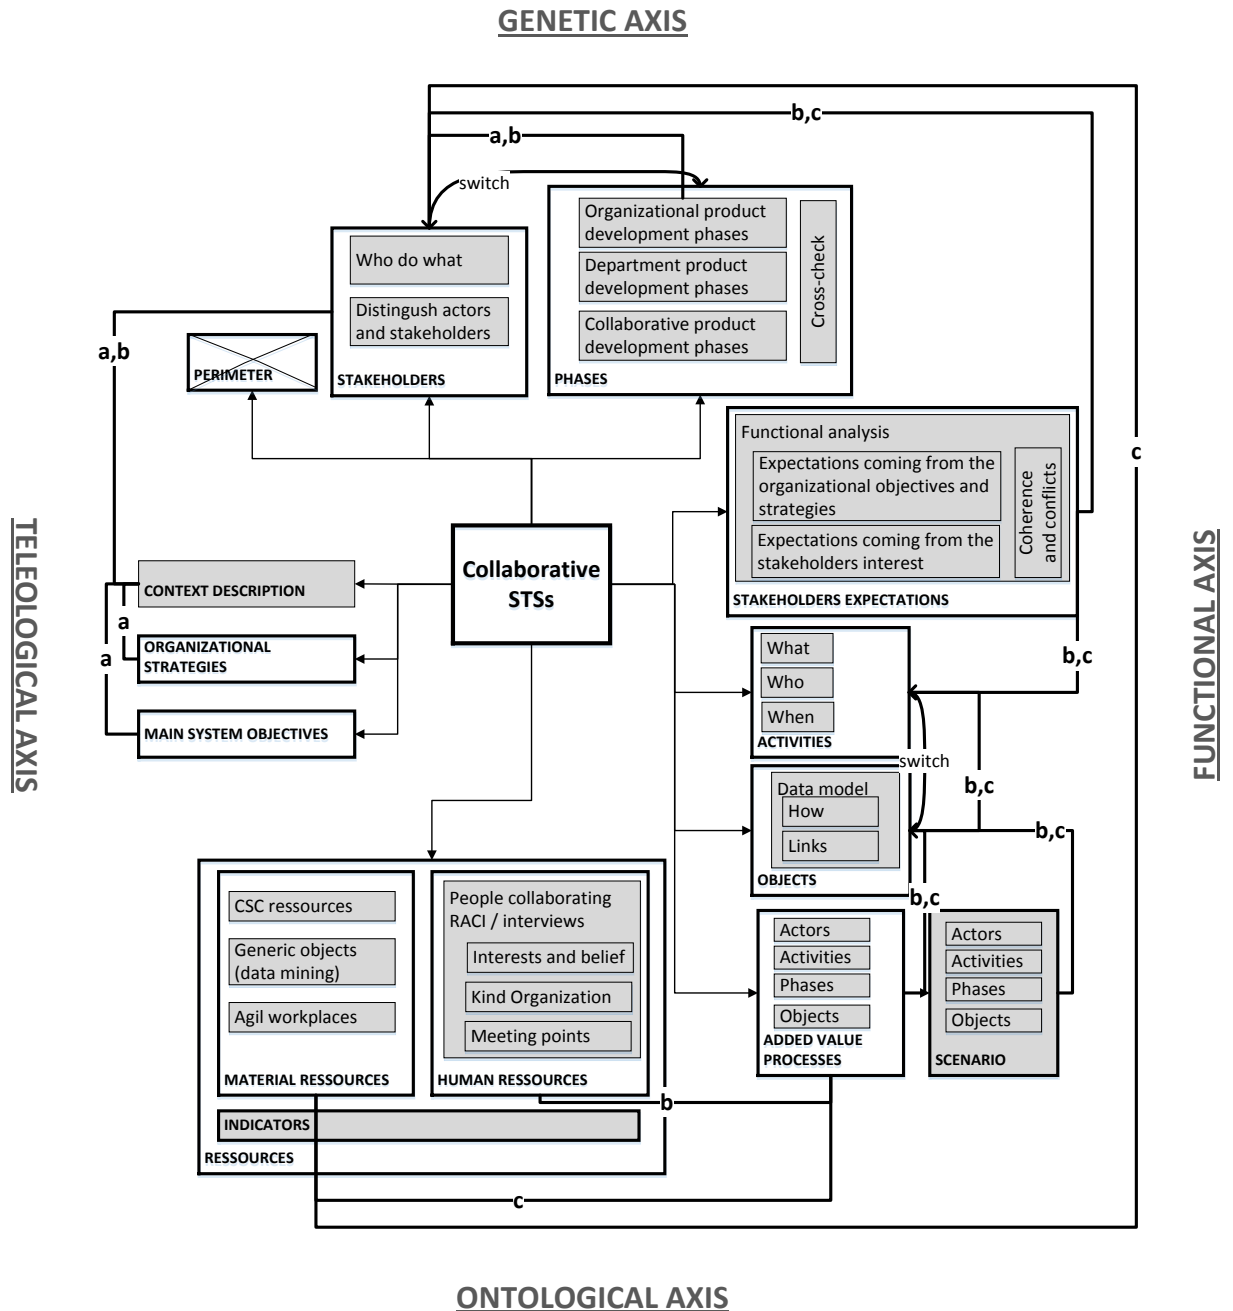 GENETIC AXIS
b,c
a,b
switch
Organizational product
development phases
Department product
development phases
Collaborative product
development phases
Cross-check
PHASES
Who do what
Distingush actors
and stakeholders
STAKEHOLDERS
a,b
PERIMETER
c
Functional analysis
Expectations coming from the
organizational objectives and
strategies
Expectations coming from the
stakeholders interest
Coherence
and conflicts
STAKEHOLDERS EXPECTATIONS
TELEOLOGICAL AXIS
FUNCTIONAL AXIS
Collaborative
STSs
CONTEXT DESCRIPTION
a
ORGANIZATIONAL
STRATEGIES
a
MAIN SYSTEM OBJECTIVES
b,c
What
Who
When
ACTIVITIES
switch
b,c
Data model
How
Links
OBJECTS
b,c
b,c
CSC ressources
Generic objects
(data mining)
Agil workplaces
MATERIAL RESSOURCES
People collaborating
RACI / interviews
Interests and belief
Kind Organization
Meeting points
HUMAN RESSOURCES
Actors
Activities
Phases
Objects
ADDED VALUE
PROCESSES
Actors
Activities
Phases
Objects
SCENARIO
b
INDICATORS
RESSOURCES
c
ONTOLOGICAL AXIS